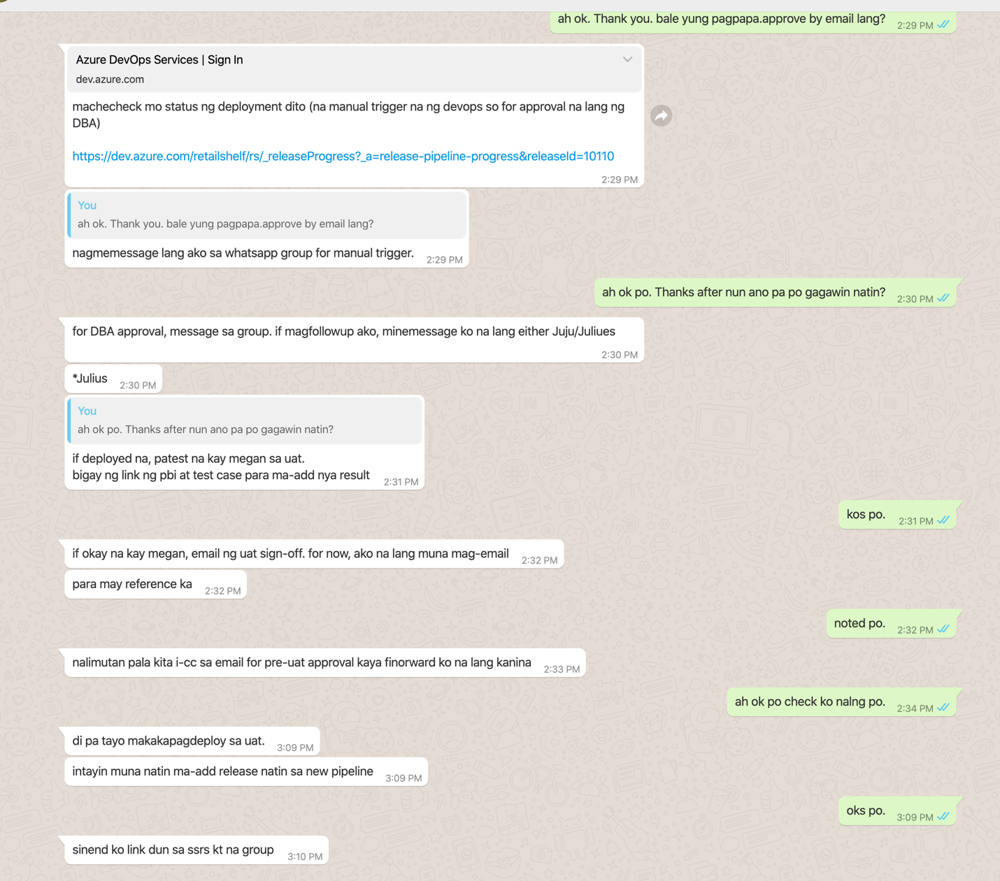 ah ok. Thank you. bale yung pagpapa.approve by email lang?
2:29 PM
Azure DevOps Services | Sign In
dev.azure.com
machecheck mo status ng deployment dito (na manual trigger na ng devops so for approval na lang ng
DBA)
https://dev.azure.com/retailshelf/rs/_releaseProgress?_a=release-pipeline-progress&releaseId=10110
2:29 PM
You
ah ok. Thank you. bale yung pagpapa.approve by email lang?
nagmemessage lang ako sa whatsapp group for manual trigger.
2:29 PM
ah ok po. Thanks after nun ano pa po gagawin natin?
2:30 PM
for DBA approval, message sa group. if magfollowup ako, minemessage ko na lang either Juju/Juliues
2:30 PM
*Julius
2:30 PM
You
ah ok po. Thanks after nun ano pa po gagawin natin?
if deployed na, patest na kay megan sa uat.
bigay ng link ng pbi at test case para ma-add nya result
2:31 PM
kos po.
2:31 PM
if okay na kay megan, email ng uat sign-off. for now, ako na lang muna mag-email
2:32 PM
para may reference ka
2:32 PM
noted po.
2:32 PM
nalimutan pala kita i-cc sa email for pre-uat approval kaya finorward ko na lang kanina
2:33 PM
ah ok po check ko nalng po.
2:34 PM
di pa tayo makakapagdeploy sa uat.
3:09 PM
intayin muna natin ma-add release natin sa new pipeline
3:09 PM
oks po.
3:09 PM
sinend ko link dun sa ssrs kt na group
3:10 PM